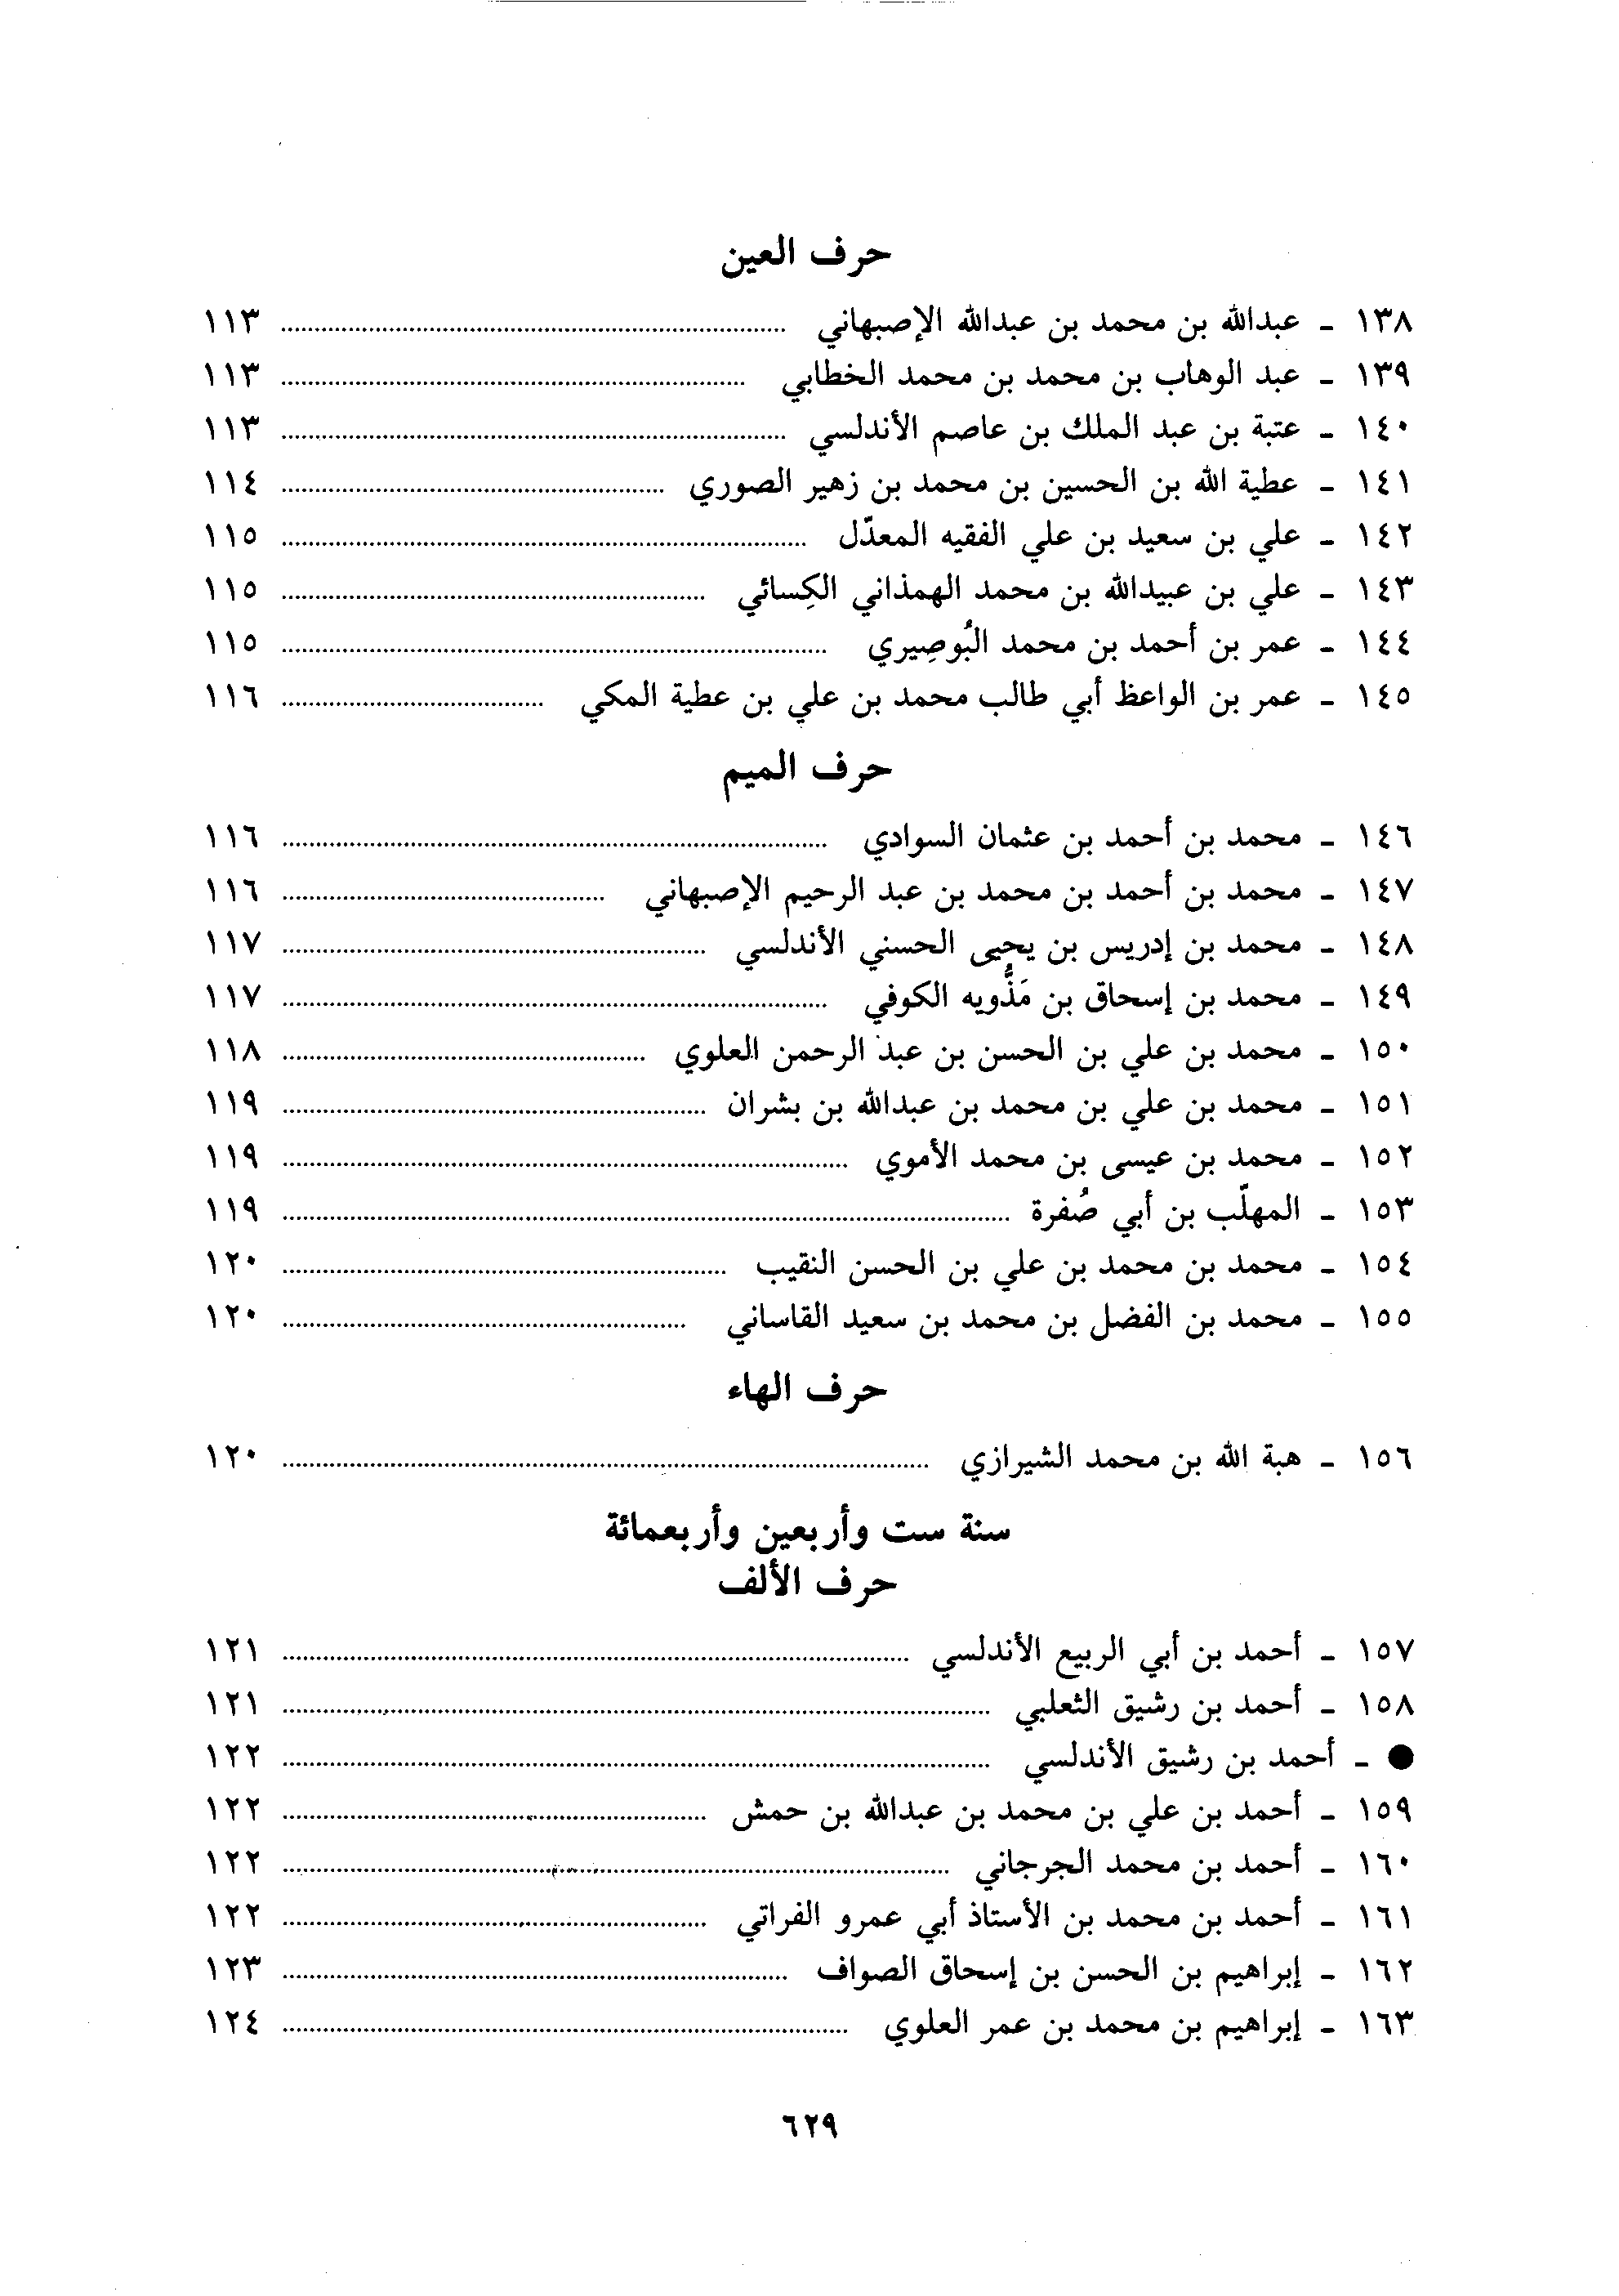 حرف العين
١٣٨ - عبدالله بن محمد بن عبدالله الإصبهاني ........ ١١٣
١٣٩ - عبد الوهاب بن محمد بن محمد الخطابي ........ ١١٣
١٤٠ - عتبة بن عبد الملك بن عاصم الأندلسي ........ ١١٣
١٤١ - عطية الله بن الحسين بن محمد بن زهير الصوري ........ ١١٤
١٤٢ - علي بن سعيد بن علي الفقيه المعدّل ........ ١١٥
١٤٣ - علي بن عبيدالله بن محمد الهمذاني الكِسائي ........ ١١٥
١٤٤ - عمر بن أحمد بن محمد البُوصِيري ........ ١١٥
١٤٥ - عمر بن الواعظ أبي طالب محمد بن علي بن عطية المكي ........ ١١٦
حرف الميم
١٤٦ - محمد بن أحمد بن عثمان السوادي ........ ١١٦
١٤٧ - محمد بن أحمد بن محمد بن عبد الرحيم الإصبهاني ........ ١١٦
١٤٨ - محمد بن إدريس بن يحيى الحسني الأندلسي ........ ١١٧
١٤٩ - محمد بن إسحاق بن مَذُّويه الكوفي ........ ١١٧
١٥٠ - محمد بن علي بن الحسن بن عبد الرحمن العلوي ........ ١١٨
١٥١ - محمد بن علي بن محمد بن عبدالله بن بشران ........ ١١٩
١٥٢ - محمد بن عيسى بن محمد الأموي ........ ١١٩
١٥٣ - المهلّب بن أبي صُفرة ........ ١١٩
١٥٤ - محمد بن محمد بن علي بن الحسن النقيب ........ ١٢٠
١٥٥ - محمد بن الفضل بن محمد بن سعيد القاساني ........ ١٢٠
حرف الهاء
١٥٦ - هبة الله بن محمد الشيرازي ........ ١٢٠
سنة ست وأربعين وأربعمائة
حرف الألف
١٥٧ - أحمد بن أبي الربيع الأندلسي ........ ١٢١
١٥٨ - أحمد بن رشيق الثعلبي ........ ١٢١
● - أحمد بن رشيق الأندلسي ........ ١٢٢
١٥٩ - أحمد بن علي بن محمد بن عبدالله بن حمش ........ ١٢٢
١٦٠ - أحمد بن محمد الجرجاني ........ ١٢٢
١٦١ - أحمد بن محمد بن الأستاذ أبي عمرو الفراتي ........ ١٢٢
١٦٢ - إبراهيم بن الحسن بن إسحاق الصواف ........ ١٢٣
١٦٣ - إبراهيم بن محمد بن عمر العلوي ........ ١٢٤
٦٢٩